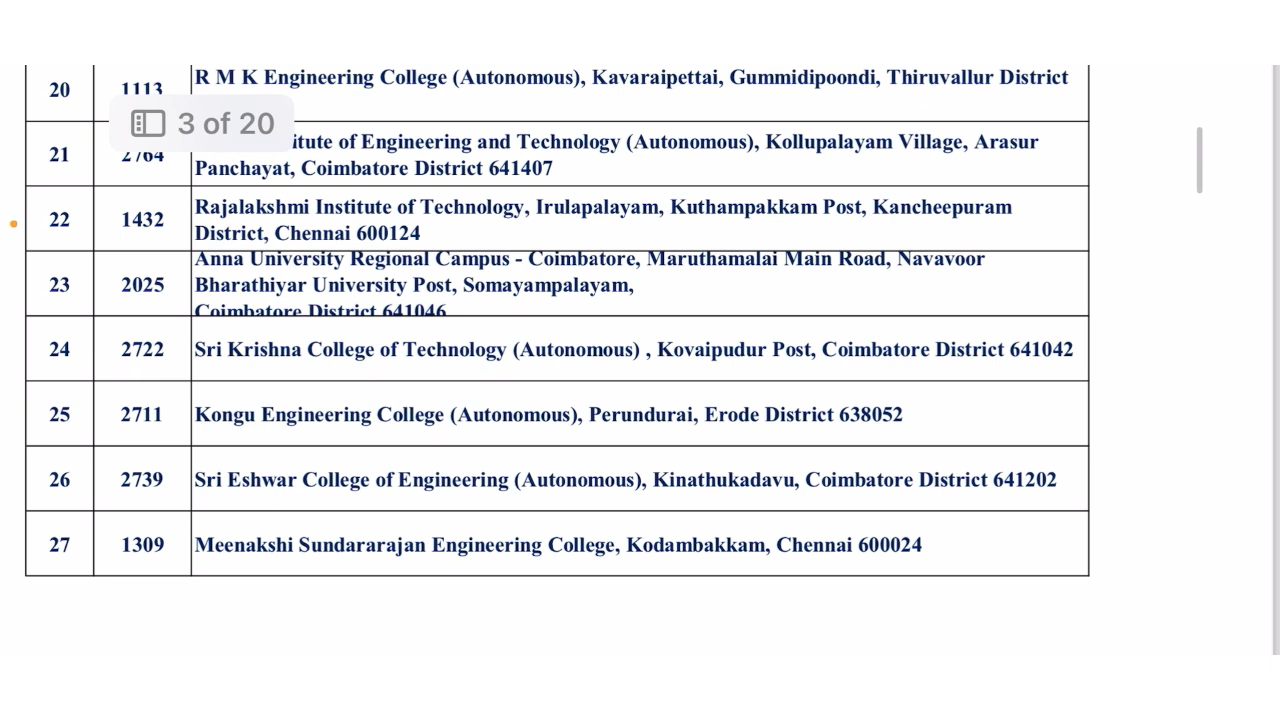 20 1113 R M K Engineering College (Autonomous), Kavaraipettai, Gummidipoondi, Thiruvallur District
3 of 20
21 2764 itute of Engineering and Technology (Autonomous), Kollupalayam Village, Arasur
Panchayat, Coimbatore District 641407
22 1432 Rajalakshmi Institute of Technology, Irulapalayam, Kuthampakkam Post, Kancheepuram
District, Chennai 600124
23 2025 Anna University Regional Campus - Coimbatore, Maruthamalai Main Road, Navavoor
Bharathiyar University Post, Somayampalayam,
Coimbatore District 641046
24 2722 Sri Krishna College of Technology (Autonomous) , Kovaipudur Post, Coimbatore District 641042
25 2711 Kongu Engineering College (Autonomous), Perundurai, Erode District 638052
26 2739 Sri Eshwar College of Engineering (Autonomous), Kinathukadavu, Coimbatore District 641202
27 1309 Meenakshi Sundararajan Engineering College, Kodambakkam, Chennai 600024